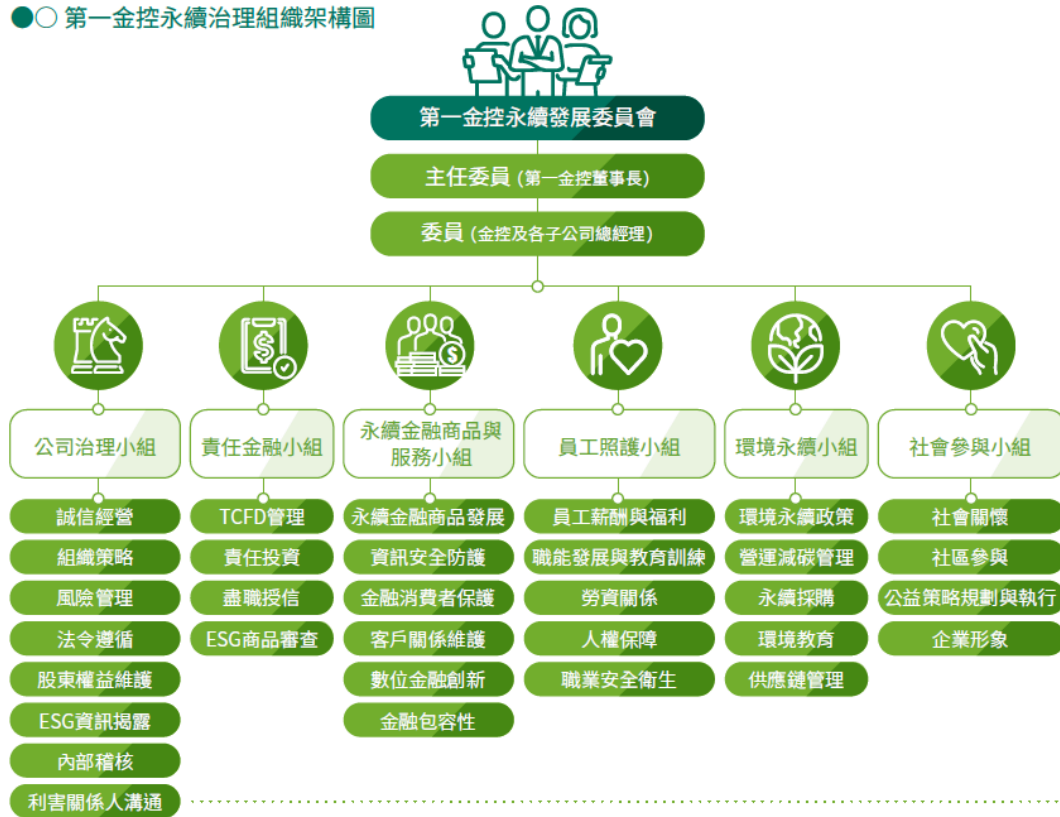 ●○ 第一金控永續治理組織架構圖
第一金控永續發展委員會
主任委員 (第一金控董事長)
委員 (金控及各子公司總經理)
公司治理小組
誠信經營
組織策略
風險管理
法令遵循
股東權益維護
ESG資訊揭露
內部稽核
利害關係人溝通
責任金融小組
TCFD管理
責任投資
盡職授信
ESG商品審查
永續金融商品與
服務小組
永續金融商品發展
資訊安全防護
金融消費者保護
客戶關係維護
數位金融創新
金融包容性
員工照護小組
員工薪酬與福利
職能發展與教育訓練
勞資關係
人權保障
職業安全衛生
環境永續小組
環境永續政策
營運減碳管理
永續採購
環境教育
供應鏈管理
社會參與小組
社會關懷
社區參與
公益策略規劃與執行
企業形象